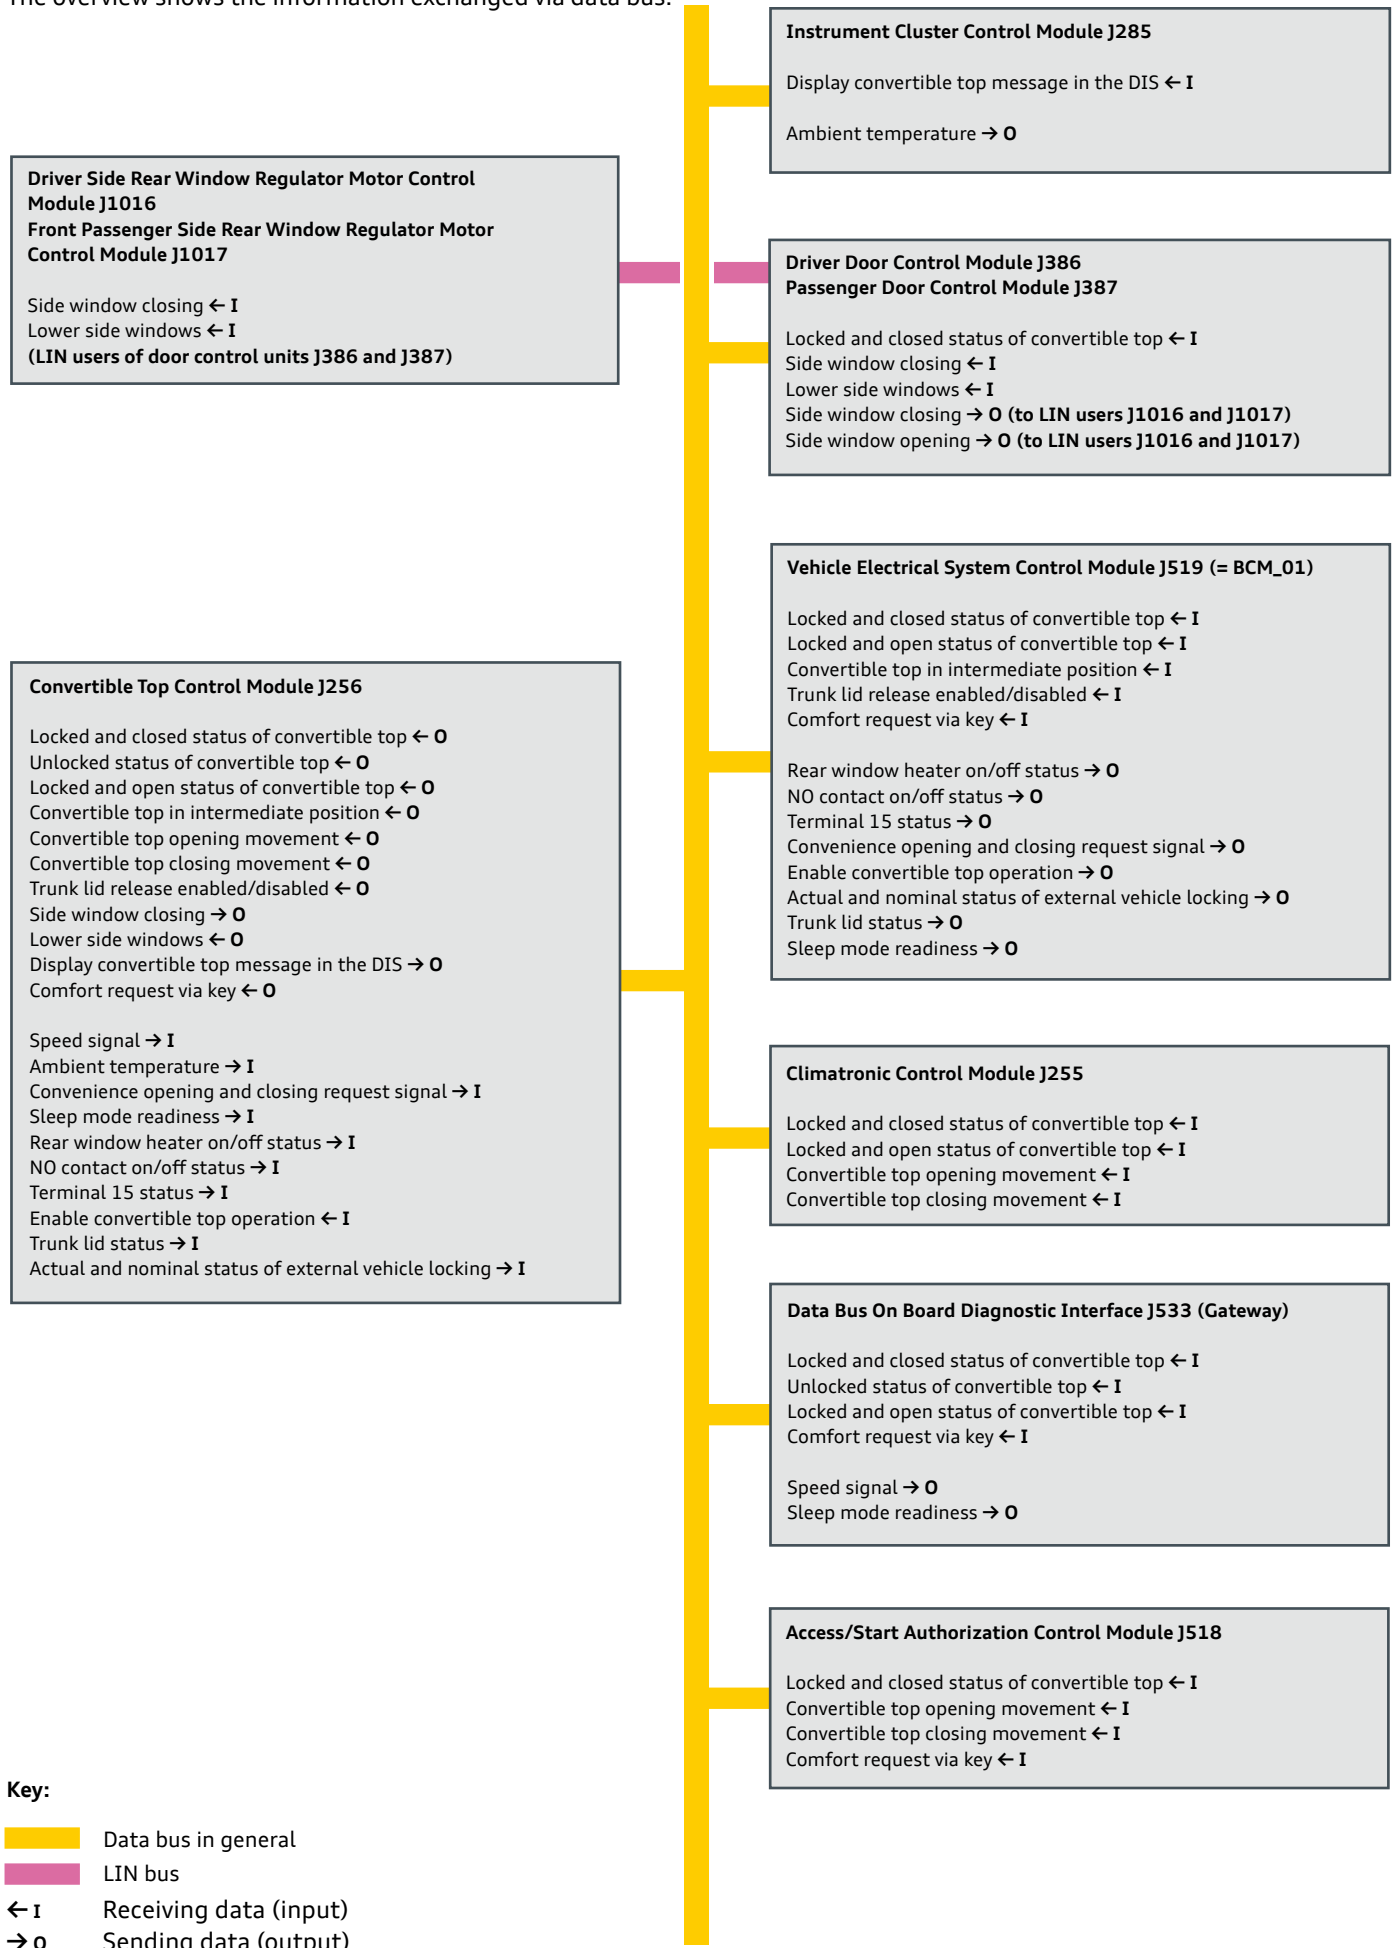 The overview shows the information exchanged via data bus.
Instrument Cluster Control Module J285
Display convertible top message in the DIS ← I
Ambient temperature → O
Driver Side Rear Window Regulator Motor Control
Module J1016
Front Passenger Side Rear Window Regulator Motor
Control Module J1017
Side window closing ← I
Lower side windows ← I
(LIN users of door control units J386 and J387)
Driver Door Control Module J386
Passenger Door Control Module J387
Locked and closed status of convertible top ← I
Side window closing ← I
Lower side windows ← I
Side window closing → O (to LIN users J1016 and J1017)
Side window opening → O (to LIN users J1016 and J1017)
Vehicle Electrical System Control Module J519 (= BCM_01)
Locked and closed status of convertible top ← I
Locked and open status of convertible top ← I
Convertible top in intermediate position ← I
Trunk lid release enabled/disabled ← I
Comfort request via key ← I
Rear window heater on/off status → O
NO contact on/off status → O
Terminal 15 status → O
Convenience opening and closing request signal → O
Enable convertible top operation → O
Actual and nominal status of external vehicle locking → O
Trunk lid status → O
Sleep mode readiness → O
Convertible Top Control Module J256
Locked and closed status of convertible top ← O
Unlocked status of convertible top ← O
Locked and open status of convertible top ← O
Convertible top in intermediate position ← O
Convertible top opening movement ← O
Convertible top closing movement ← O
Trunk lid release enabled/disabled ← O
Side window closing → O
Lower side windows ← O
Display convertible top message in the DIS → O
Comfort request via key ← O
Speed signal → I
Ambient temperature → I
Convenience opening and closing request signal → I
Sleep mode readiness → I
Rear window heater on/off status → I
NO contact on/off status → I
Terminal 15 status → I
Enable convertible top operation ← I
Trunk lid status → I
Actual and nominal status of external vehicle locking → I
Climatronic Control Module J255
Locked and closed status of convertible top ← I
Locked and open status of convertible top ← I
Convertible top opening movement ← I
Convertible top closing movement ← I
Data Bus On Board Diagnostic Interface J533 (Gateway)
Locked and closed status of convertible top ← I
Unlocked status of convertible top ← I
Locked and open status of convertible top ← I
Comfort request via key ← I
Speed signal → O
Sleep mode readiness → O
Access/Start Authorization Control Module J518
Locked and closed status of convertible top ← I
Convertible top opening movement ← I
Convertible top closing movement ← I
Comfort request via key ← I
Key:
Data bus in general
LIN bus
← I Receiving data (input)
→ O Sending data (output)